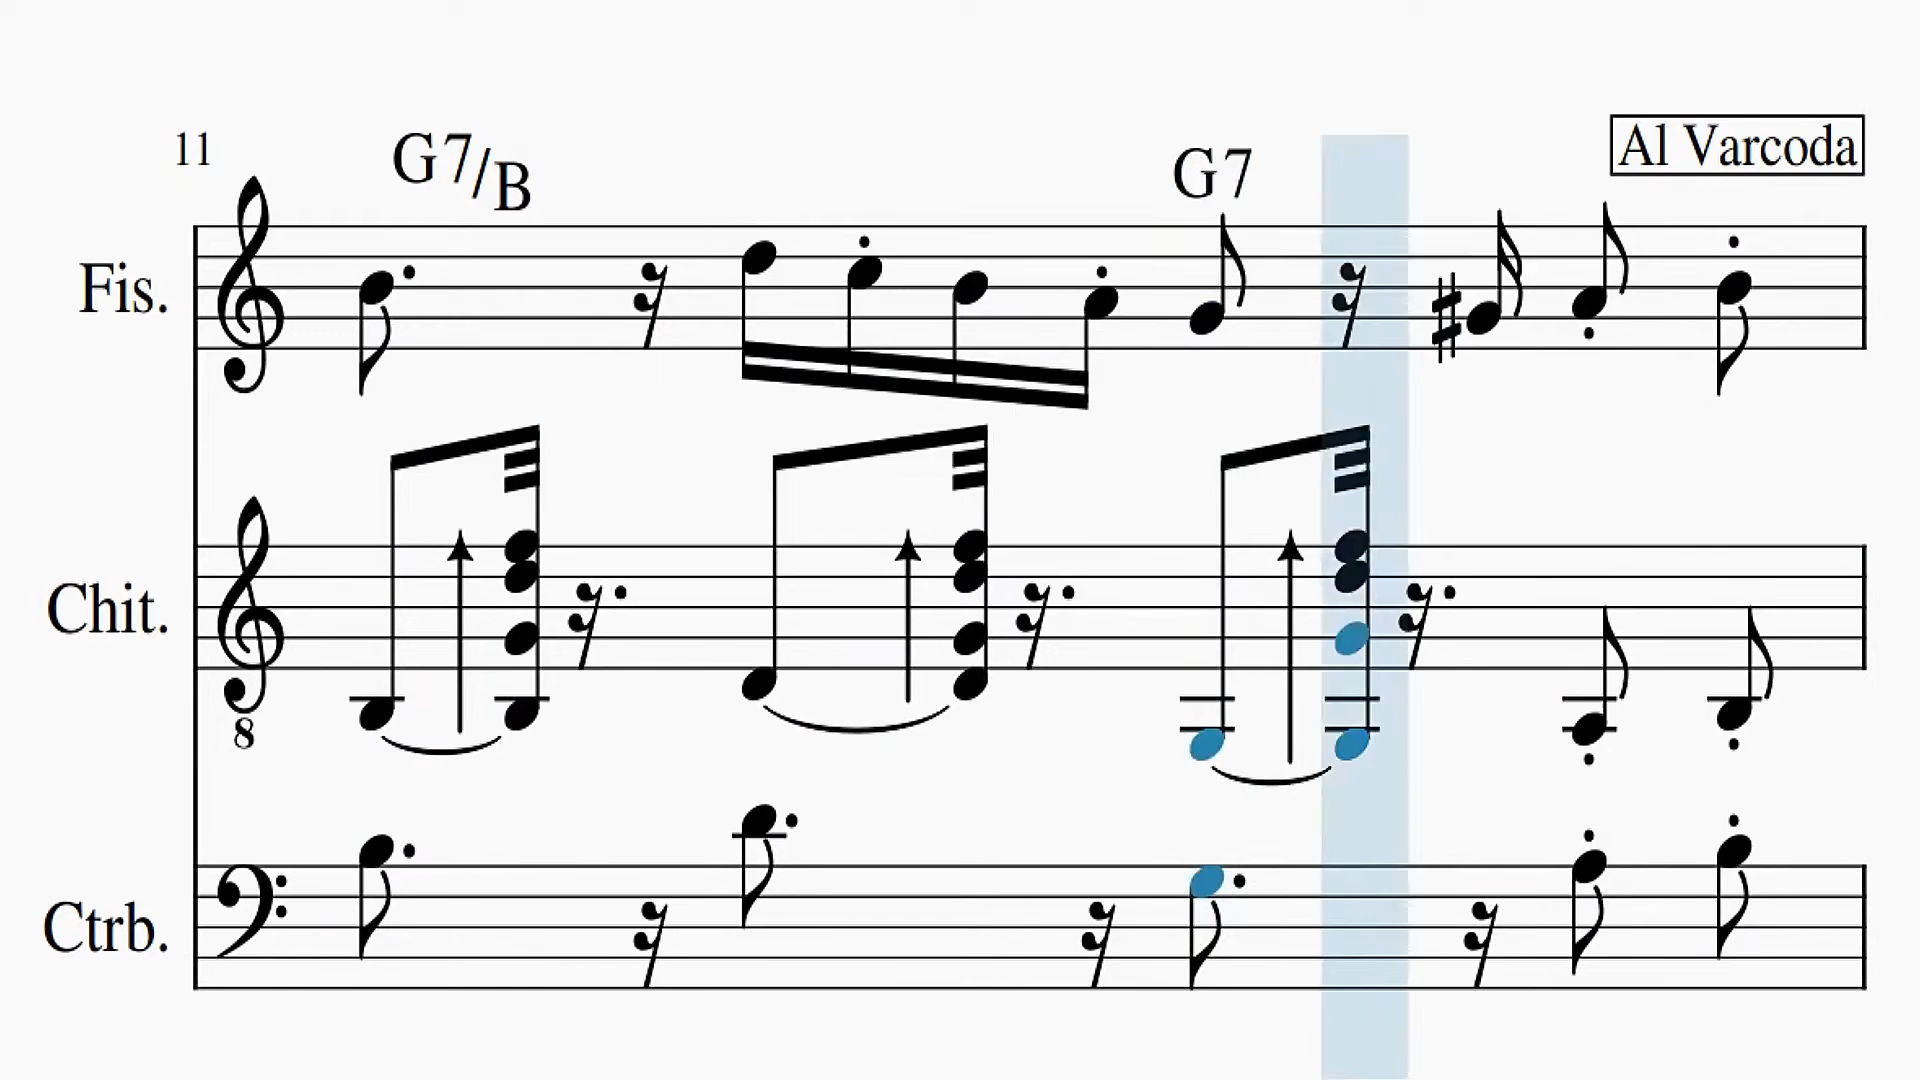 11
G7/B
G7
Al Varcoda
Fis.
Chit.
8
Ctrb.